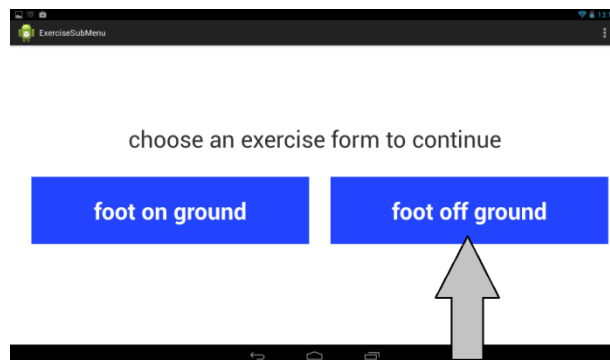 ExerciseSubMenu
choose an exercise form to continue
foot on ground
foot off ground